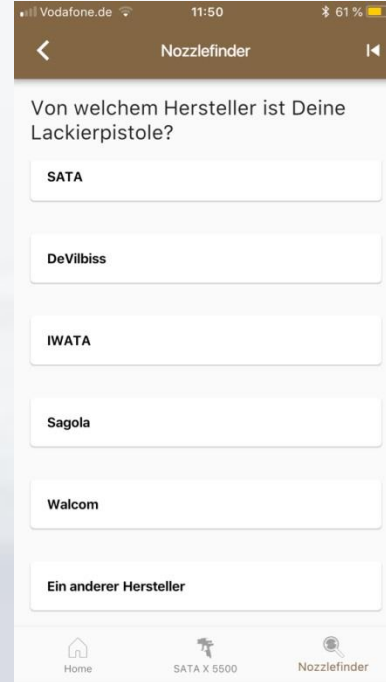 Vodafone.de 11:50 61 %
Nozzlefinder
Von welchem Hersteller ist Deine
Lackierpistole?
SATA
DeVilbiss
IWATA
Sagola
Walcom
Ein anderer Hersteller
Home SATA X 5500 Nozzlefinder